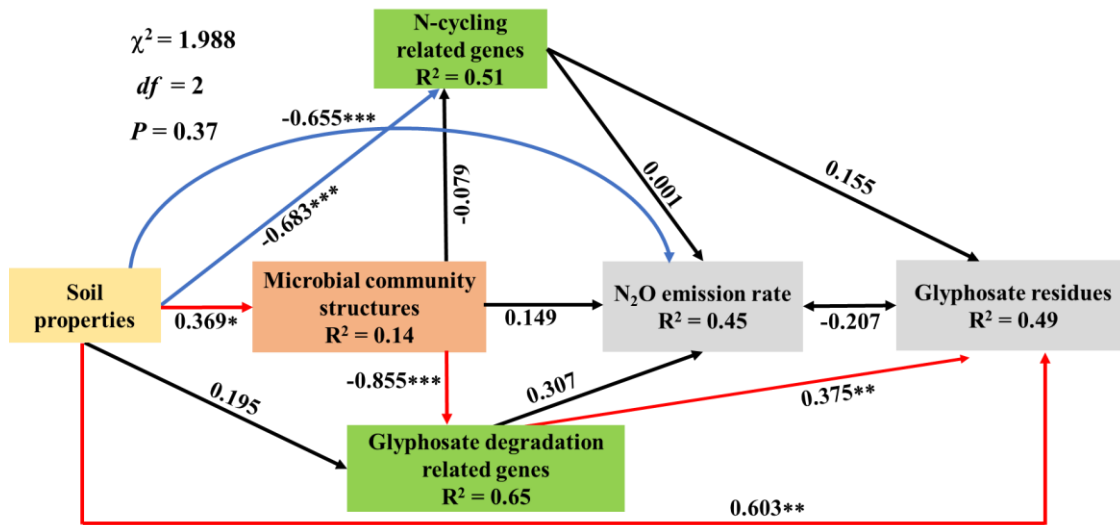 χ² = 1.988
df = 2
P = 0.37
N-cycling
related genes
R² = 0.51
-0.655***
-0.683***
-0.079
0.001
0.155
Soil
properties
0.369*
Microbial community
structures
R² = 0.14
0.149
N₂O emission rate
R² = 0.45
-0.207
Glyphosate residues
R² = 0.49
-0.855***
0.195
0.307
0.375**
Glyphosate degradation
related genes
R² = 0.65
0.603**